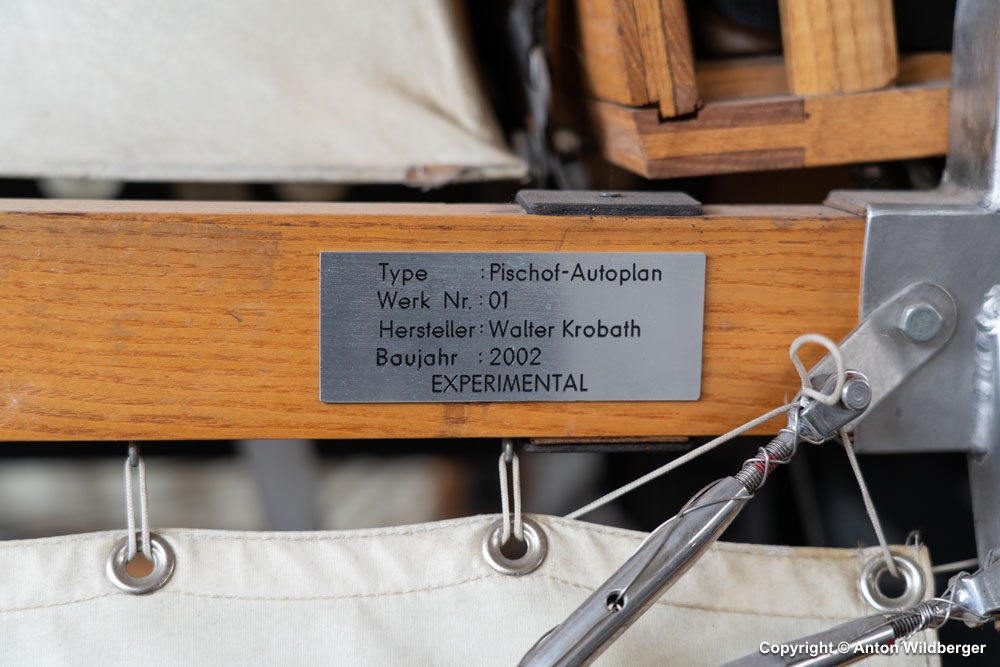 Type : Pischof-Autoplan
Werk Nr. : 01
Hersteller : Walter Krobath
Baujahr : 2002
EXPERIMENTAL
Copyright © Anton Wildberger